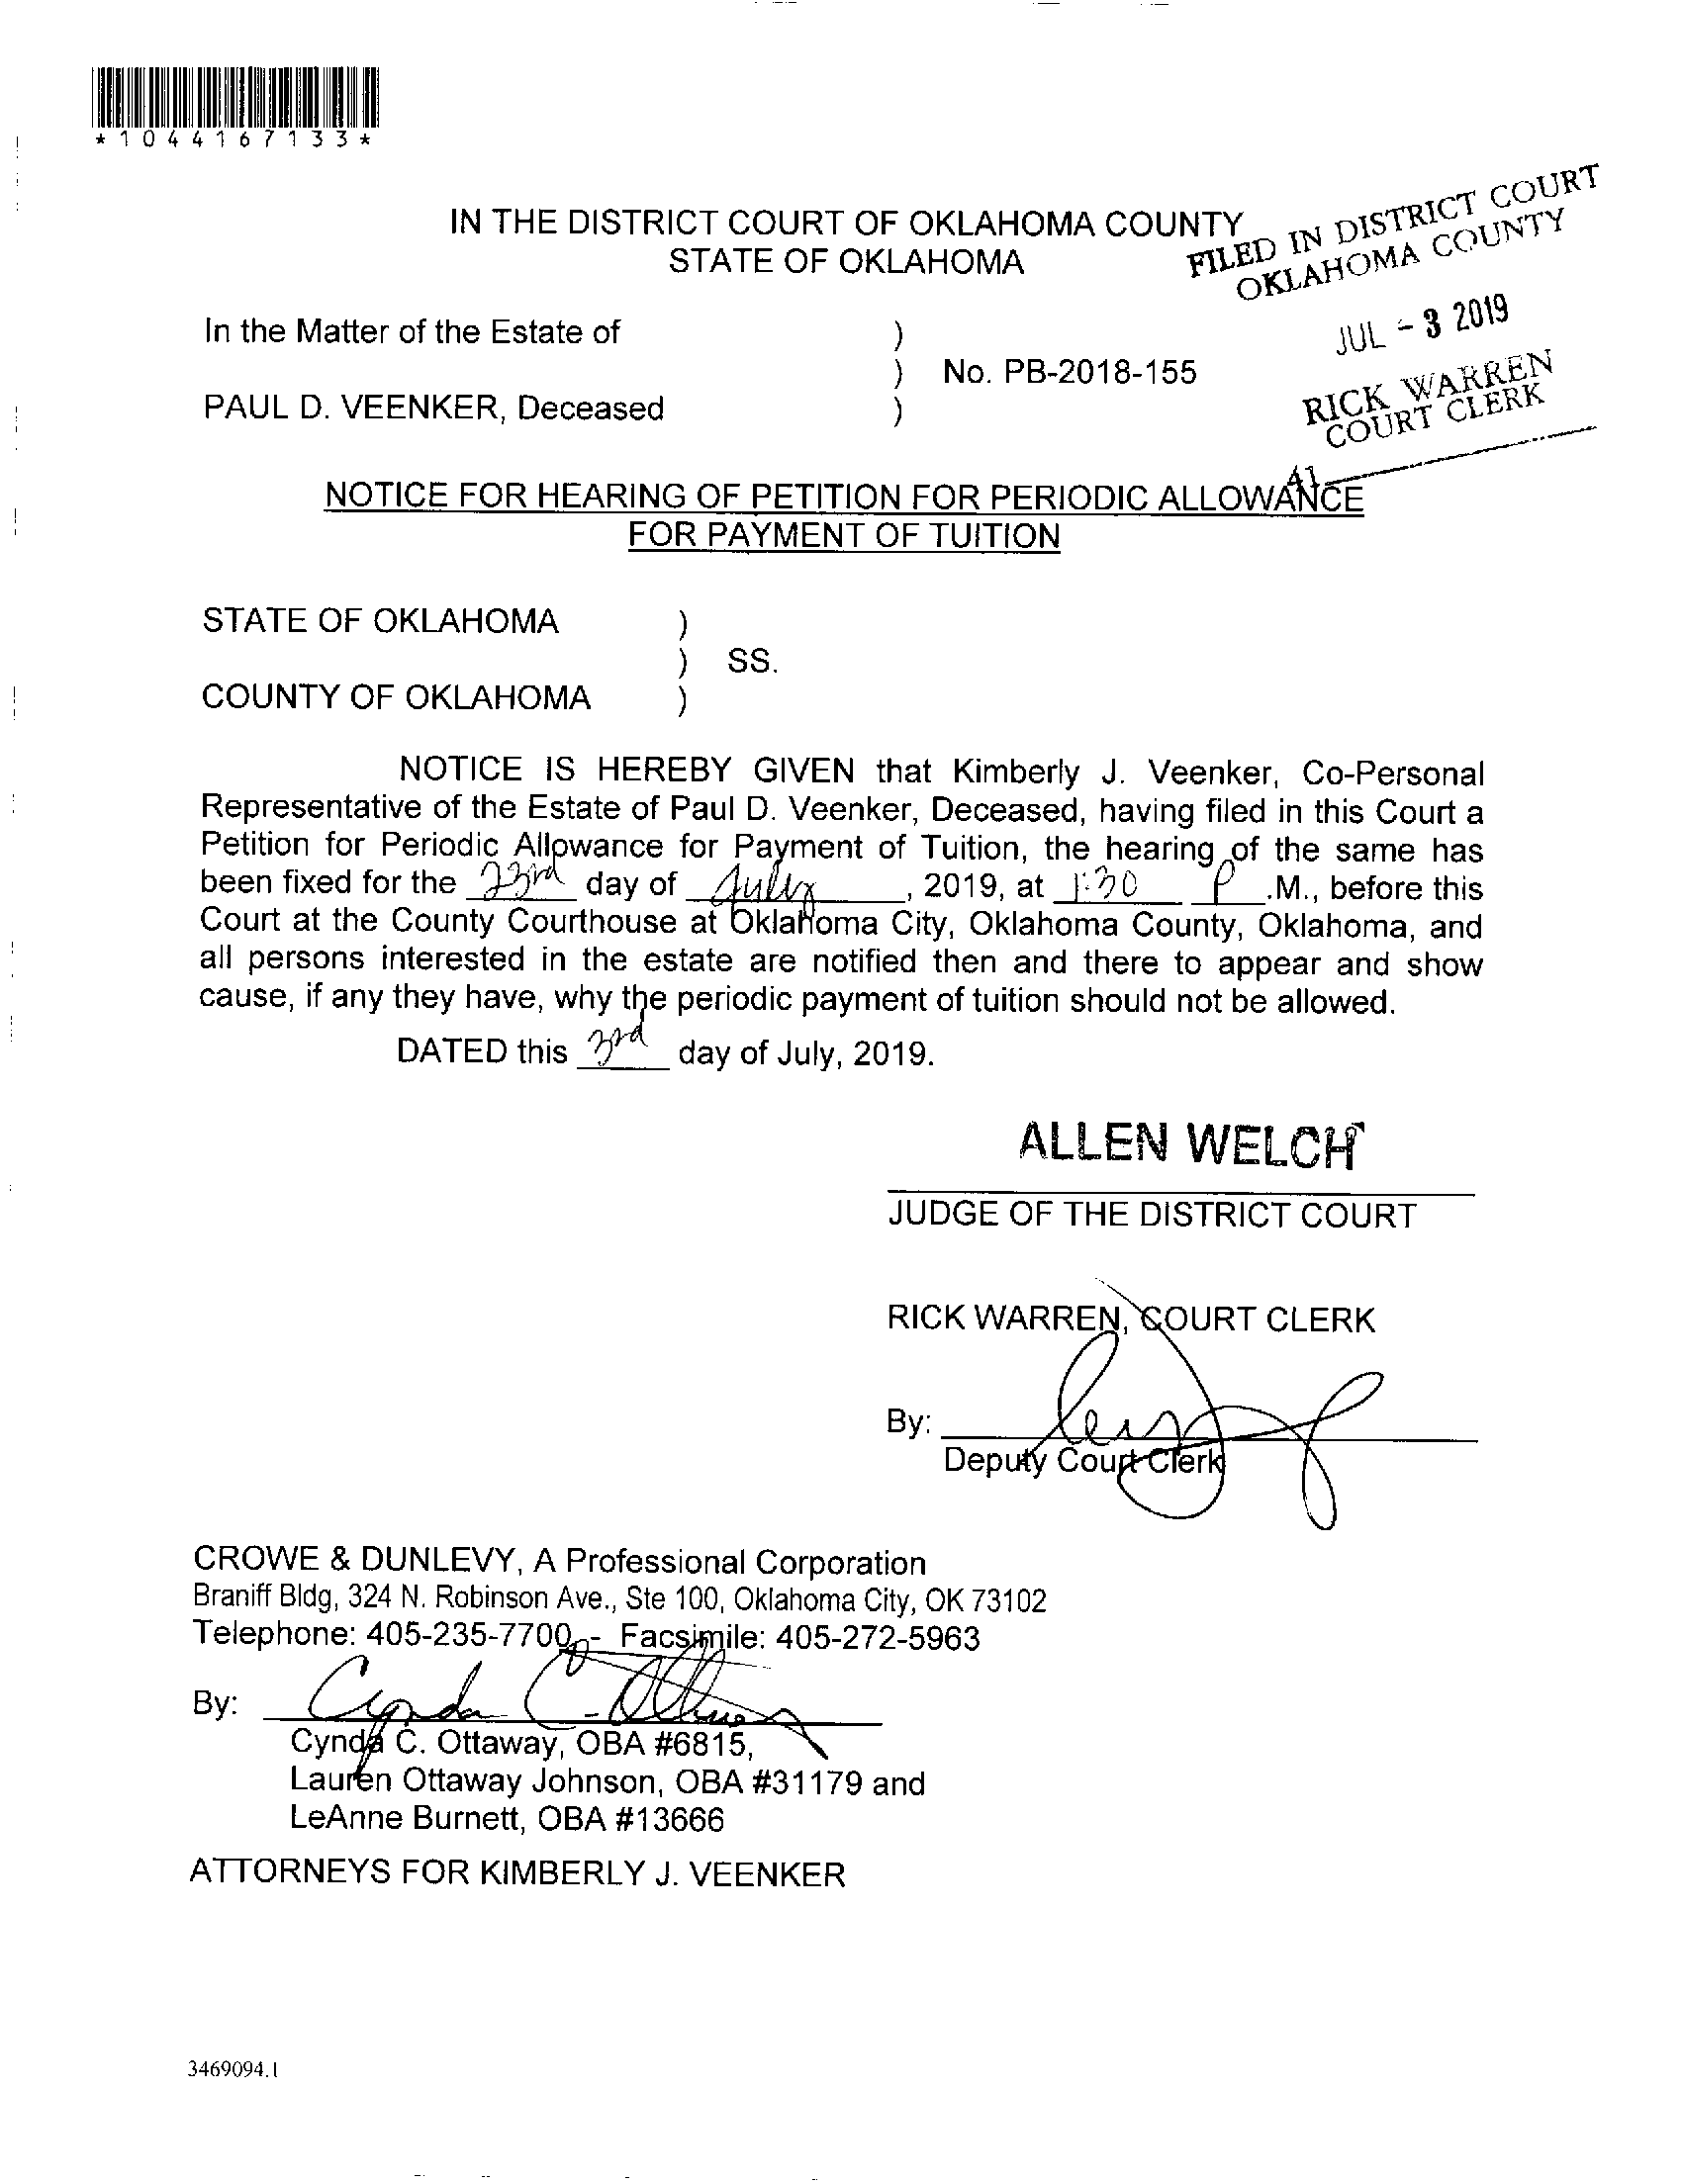 *1044167133*
IN THE DISTRICT COURT OF OKLAHOMA COUNTY
STATE OF OKLAHOMA
FILED IN DISTRICT COURT
OKLAHOMA COUNTY
JUL - 3 2019
RICK WARREN
COURT CLERK
41
In the Matter of the Estate of )
) No. PB-2018-155
PAUL D. VEENKER, Deceased )
NOTICE FOR HEARING OF PETITION FOR PERIODIC ALLOWANCE
FOR PAYMENT OF TUITION
STATE OF OKLAHOMA )
) SS.
COUNTY OF OKLAHOMA )
NOTICE IS HEREBY GIVEN that Kimberly J. Veenker, Co-Personal
Representative of the Estate of Paul D. Veenker, Deceased, having filed in this Court a
Petition for Periodic Allowance for Payment of Tuition, the hearing of the same has
been fixed for the 23rd day of July, 2019, at 1:30 P.M., before this
Court at the County Courthouse at Oklahoma City, Oklahoma County, Oklahoma, and
all persons interested in the estate are notified then and there to appear and show
cause, if any they have, why the periodic payment of tuition should not be allowed.
DATED this 3rd day of July, 2019.
ALLEN WELCH
JUDGE OF THE DISTRICT COURT
RICK WARREN, COURT CLERK
By:
Deputy Court Clerk
CROWE & DUNLEVY, A Professional Corporation
Braniff Bldg, 324 N. Robinson Ave., Ste 100, Oklahoma City, OK 73102
Telephone: 405-235-7700 - Facsimile: 405-272-5963
By: Cynda C. Ottaway
Cynda C. Ottaway, OBA #6815,
Lauren Ottaway Johnson, OBA #31179 and
LeAnne Burnett, OBA #13666
ATTORNEYS FOR KIMBERLY J. VEENKER
3469094.1